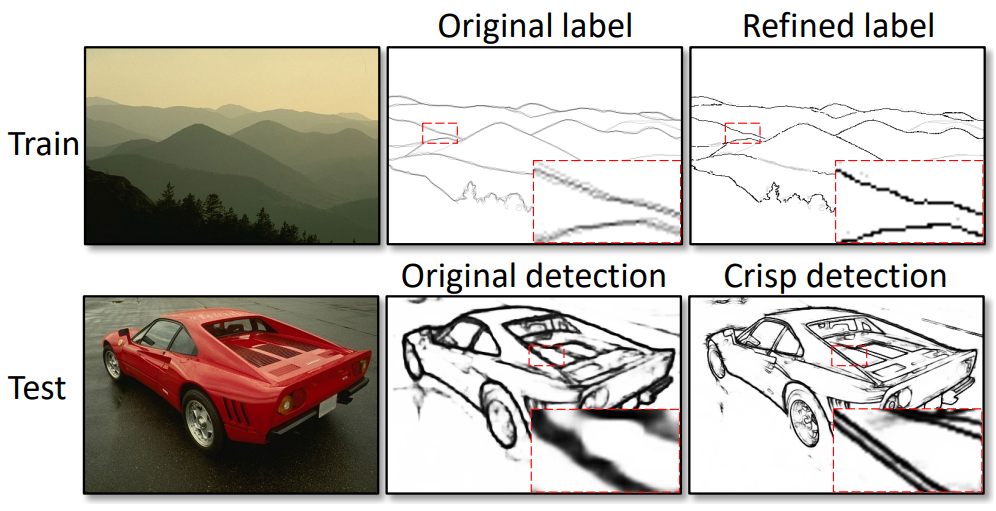 Original label
Refined label
Train
Original detection
Crisp detection
Test